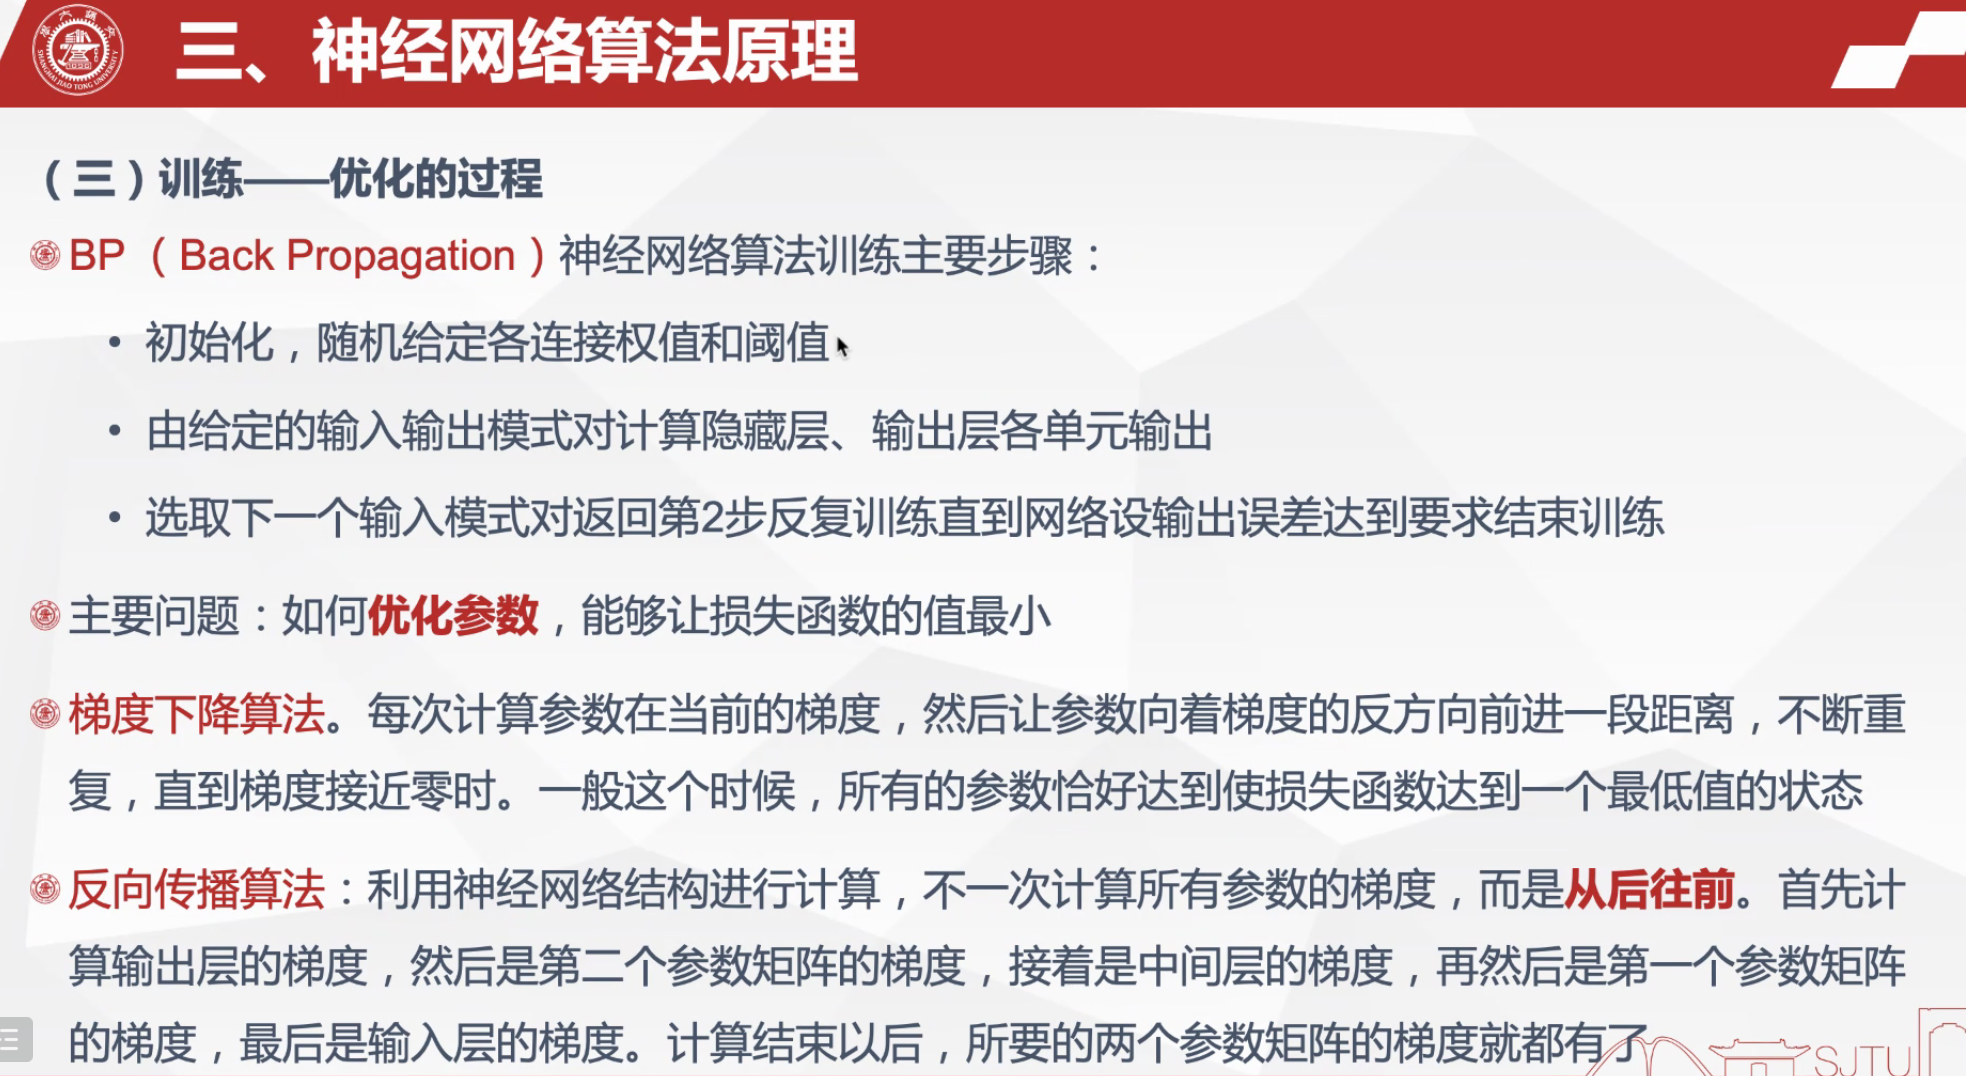 三、神经网络算法原理
（三）训练——优化的过程
BP （Back Propagation）神经网络算法训练主要步骤：
• 初始化，随机给定各连接权值和阈值
• 由给定的输入输出模式对计算隐藏层、输出层各单元输出
• 选取下一个输入模式对返回第2步反复训练直到网络设输出误差达到要求结束训练
主要问题：如何优化参数，能够让损失函数的值最小
梯度下降算法。每次计算参数在当前的梯度，然后让参数向着梯度的反方向前进一段距离，不断重
复，直到梯度接近零时。一般这个时候，所有的参数恰好达到使损失函数达到一个最低值的状态
反向传播算法：利用神经网络结构进行计算，不一次计算所有参数的梯度，而是从后往前。首先计
算输出层的梯度，然后是第二个参数矩阵的梯度，接着是中间层的梯度，再然后是第一个参数矩阵
的梯度，最后是输入层的梯度。计算结束以后，所要的两个参数矩阵的梯度就都有了
SJTU